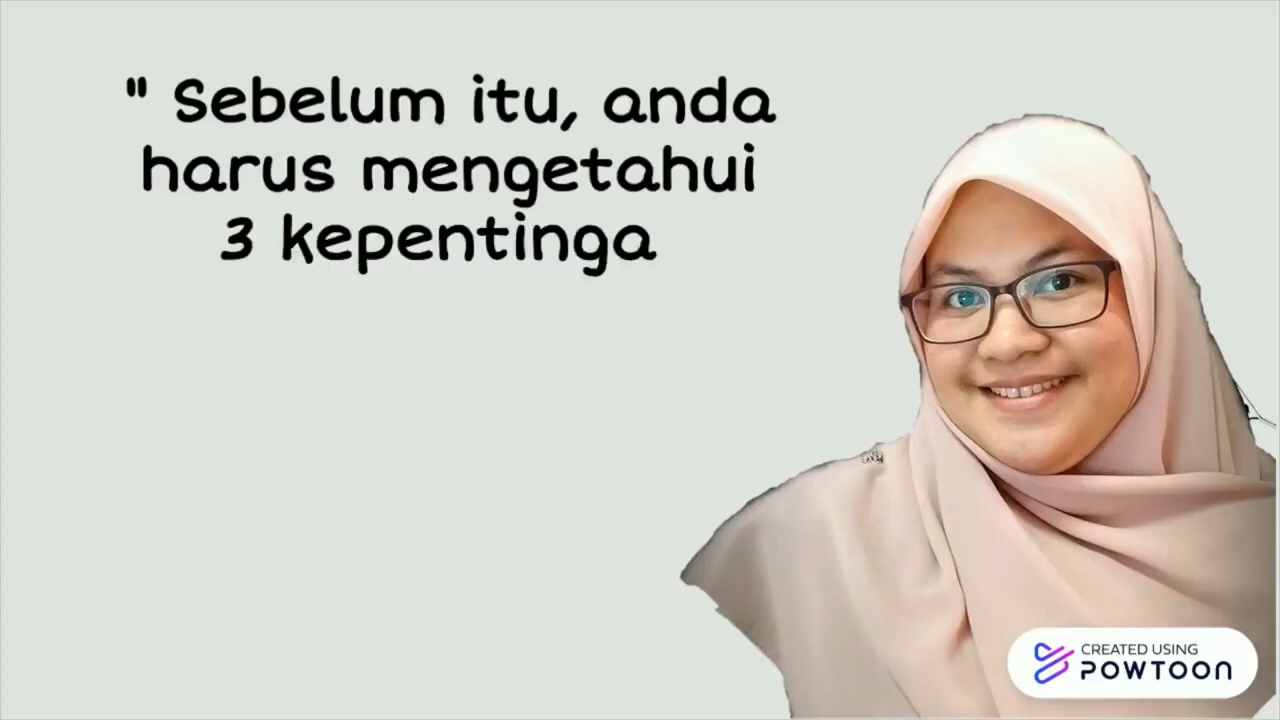 " Sebelum itu, anda
harus mengetahui
3 kepentinga
CREATED USING
POWTOON